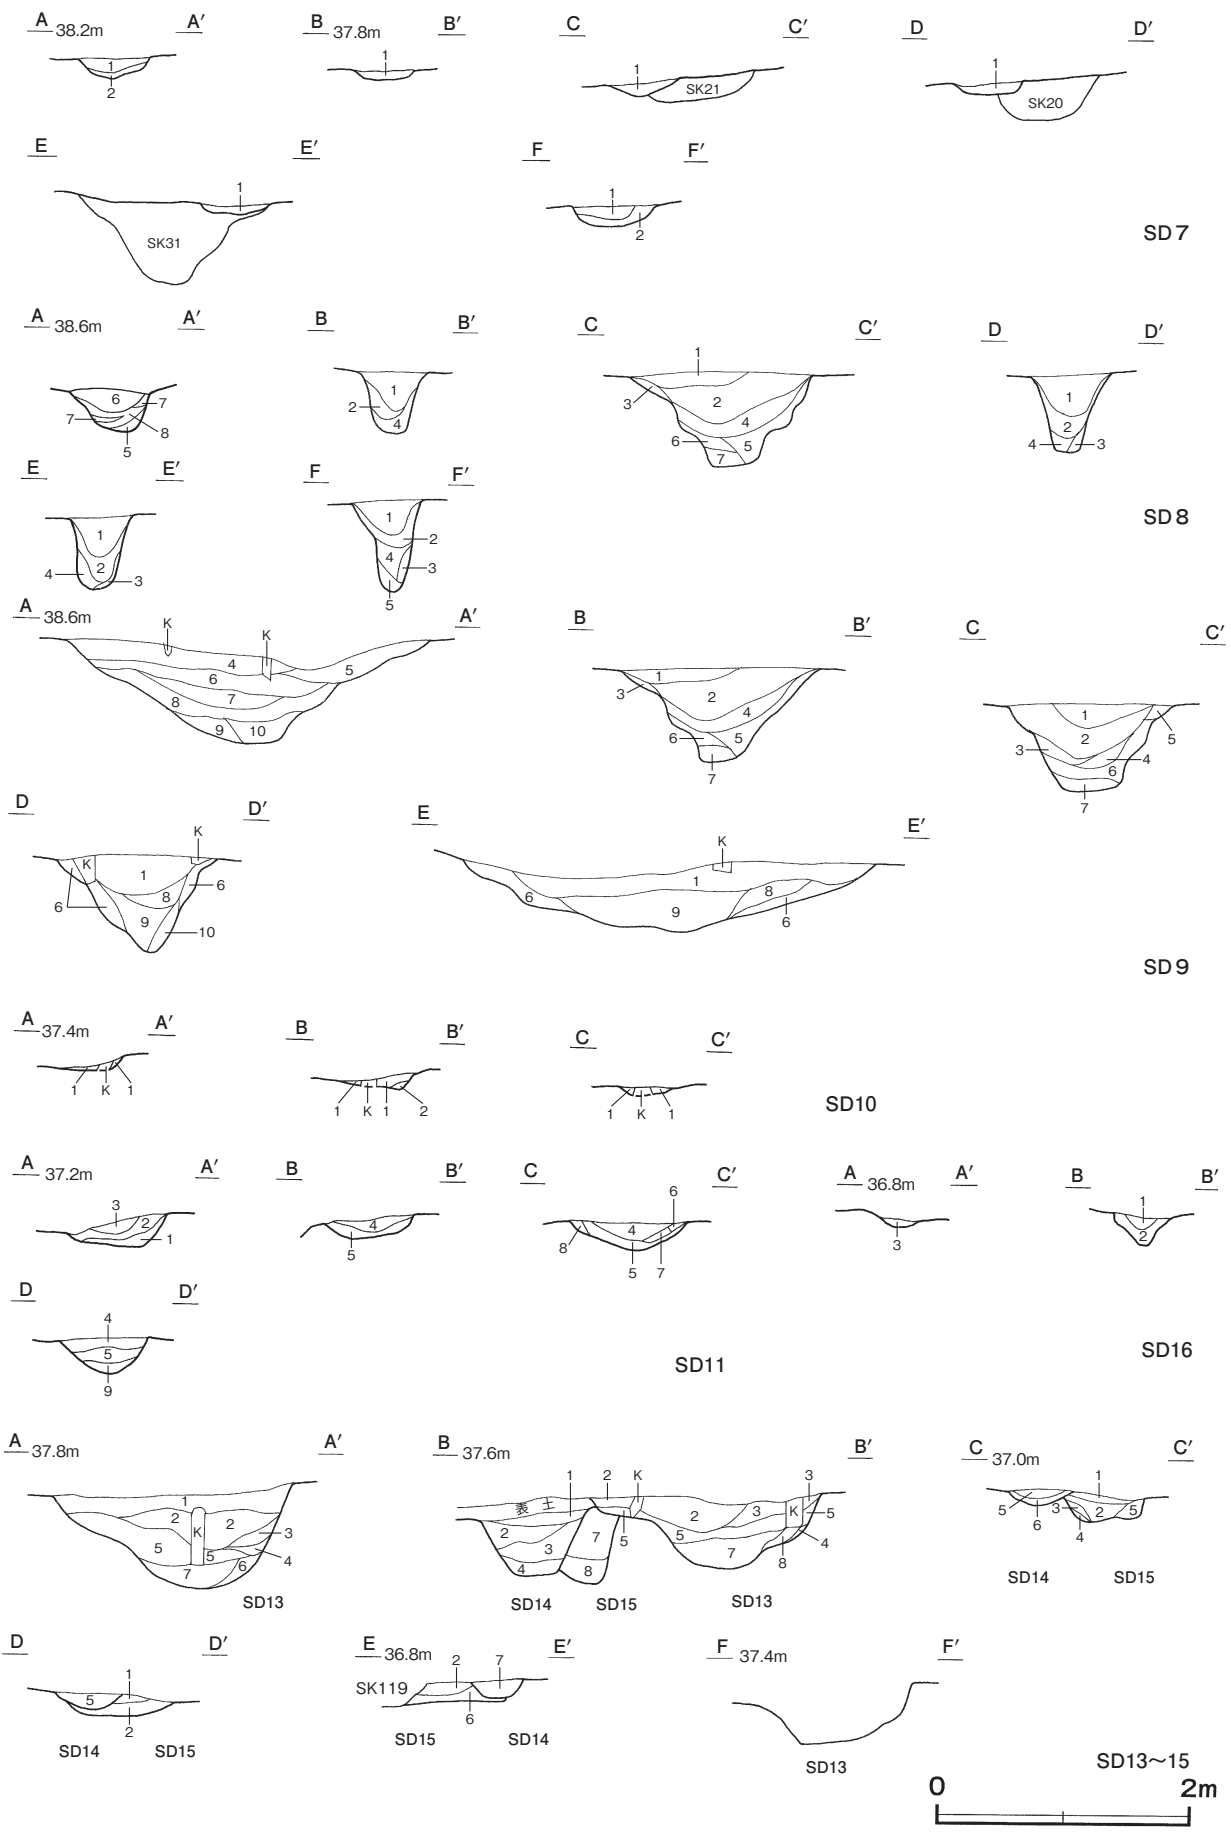 A 38.2m A′ B 37.8m B′ C C′ D D′
1 2 1 1 SK21 1 SK20
E E′ F F′
1 SK31 1 2
SD7
A 38.6m A′ B B′ C C′ D D′
6 7 7 8 5
1 2 4
1 2 3 4 6 5 7
1 2 4 3
E E′ F F′
1 2 4 3
1 2 4 3 5
SD8
A 38.6m A′ B B′ C C′
K K 4 5 6 7 8 9 10
1 3 2 4 6 5 7
1 2 5 3 4 6 7
D D′ E E′
K K 1 8 6 6 9 10
K 1 8 6 9 6
SD9
A 37.4m A′ B B′ C C′
1 K 1
1 K 1 2
1 K 1
SD10
A 37.2m A′ B B′ C C′ A 36.8m A′ B B′
3 2 1
4 5
6 4 8 5 7
3
1 2
D D′
4 5 9
SD11
SD16
A 37.8m A′ B 37.6m B′ C 37.0m C′
1 2 K 2 3 5 5 4 7 6
SD13
表土 1 2 K 3 2 3 K 5 2 3 4 7 5 5 7 8 4 8
SD14 SD15 SD13
1 5 6 3 2 5 4
SD14 SD15
D D′ E 36.8m E′ F 37.4m F′
1 5 2
SD14 SD15
SK119 2 7 6
SD15 SD14
SD13
SD13～15
0 2m